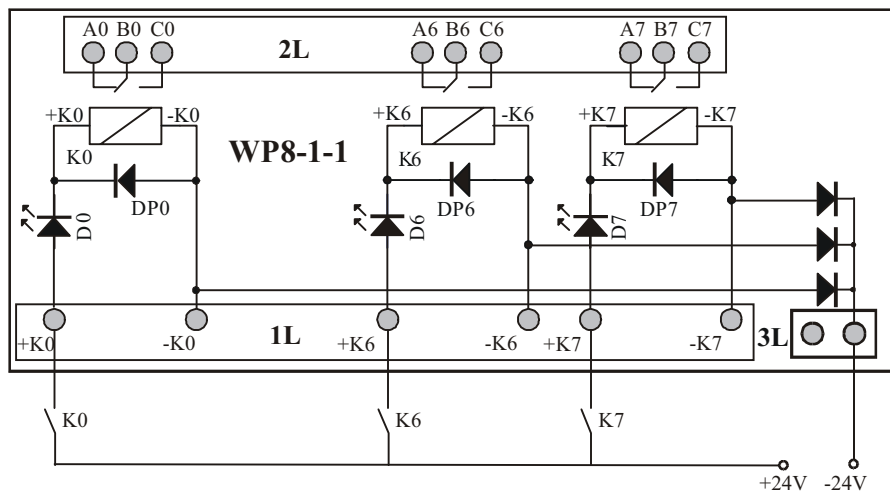 A0 B0 C0 A6 B6 C6 A7 B7 C7
2L
+K0 -K0 +K6 -K6 +K7 -K7
K0 WP8-1-1 K6 K7
DP0 DP6 DP7
D0 D6 D7
1L 3L
+K0 -K0 +K6 -K6 +K7 -K7
K0 K6 K7
+24V -24V